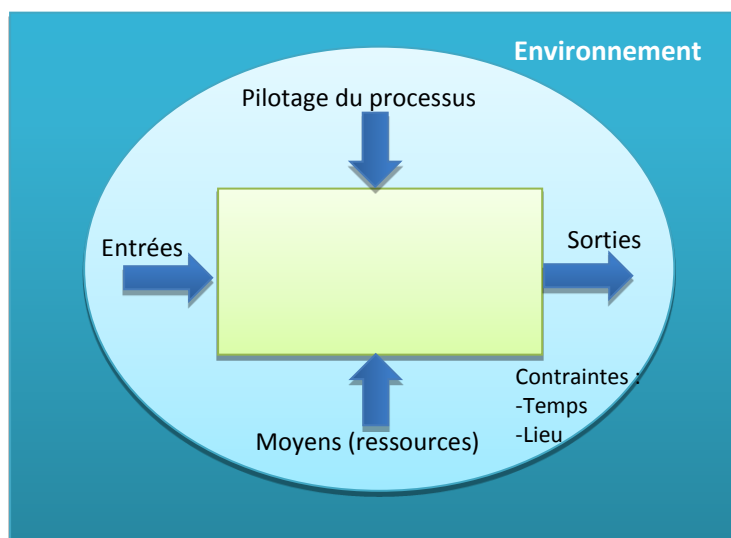 Environnement
Pilotage du processus
Entrées
Sorties
Contraintes :
-Temps
-Lieu
Moyens (ressources)